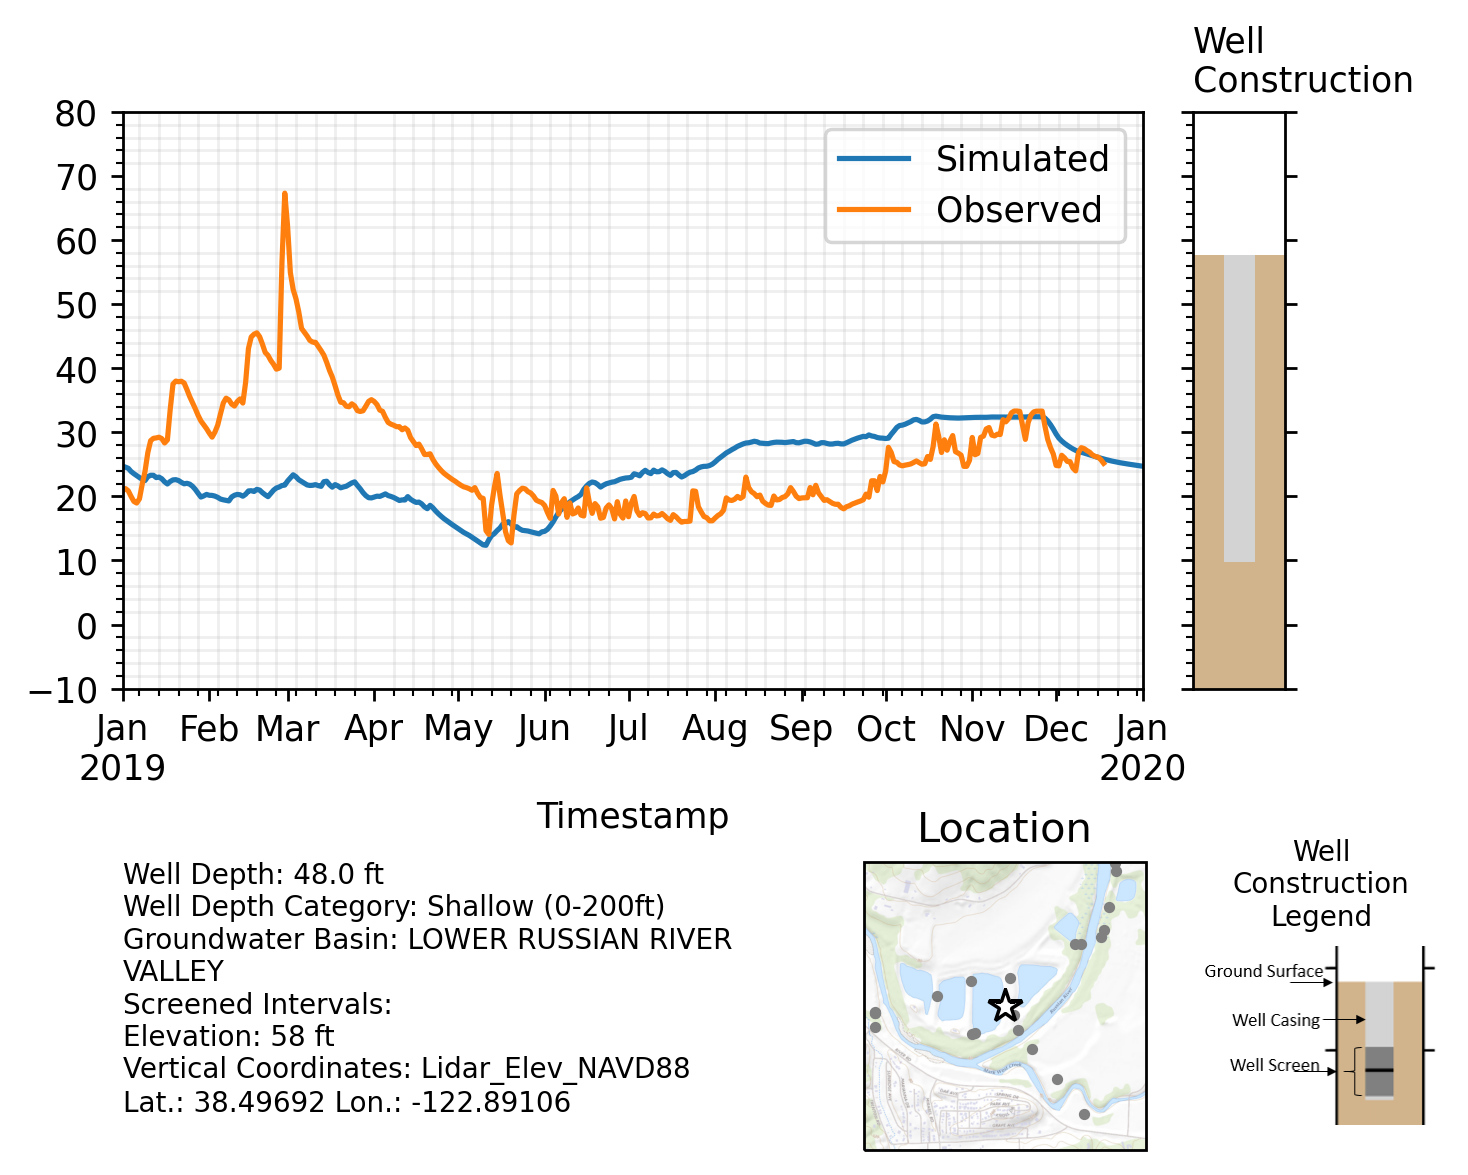 Well
Construction
80
70
60
50
40
30
20
10
0
−10
Simulated
Observed
Jan Feb Mar Apr May Jun Jul Aug Sep Oct Nov Dec Jan
2019 2020
Timestamp
Well Depth: 48.0 ft
Well Depth Category: Shallow (0-200ft)
Groundwater Basin: LOWER RUSSIAN RIVER
VALLEY
Screened Intervals:
Elevation: 58 ft
Vertical Coordinates: Lidar_Elev_NAVD88
Lat.: 38.49692 Lon.: -122.89106
Location
Well
Construction
Legend
Ground Surface
Well Casing
Well Screen